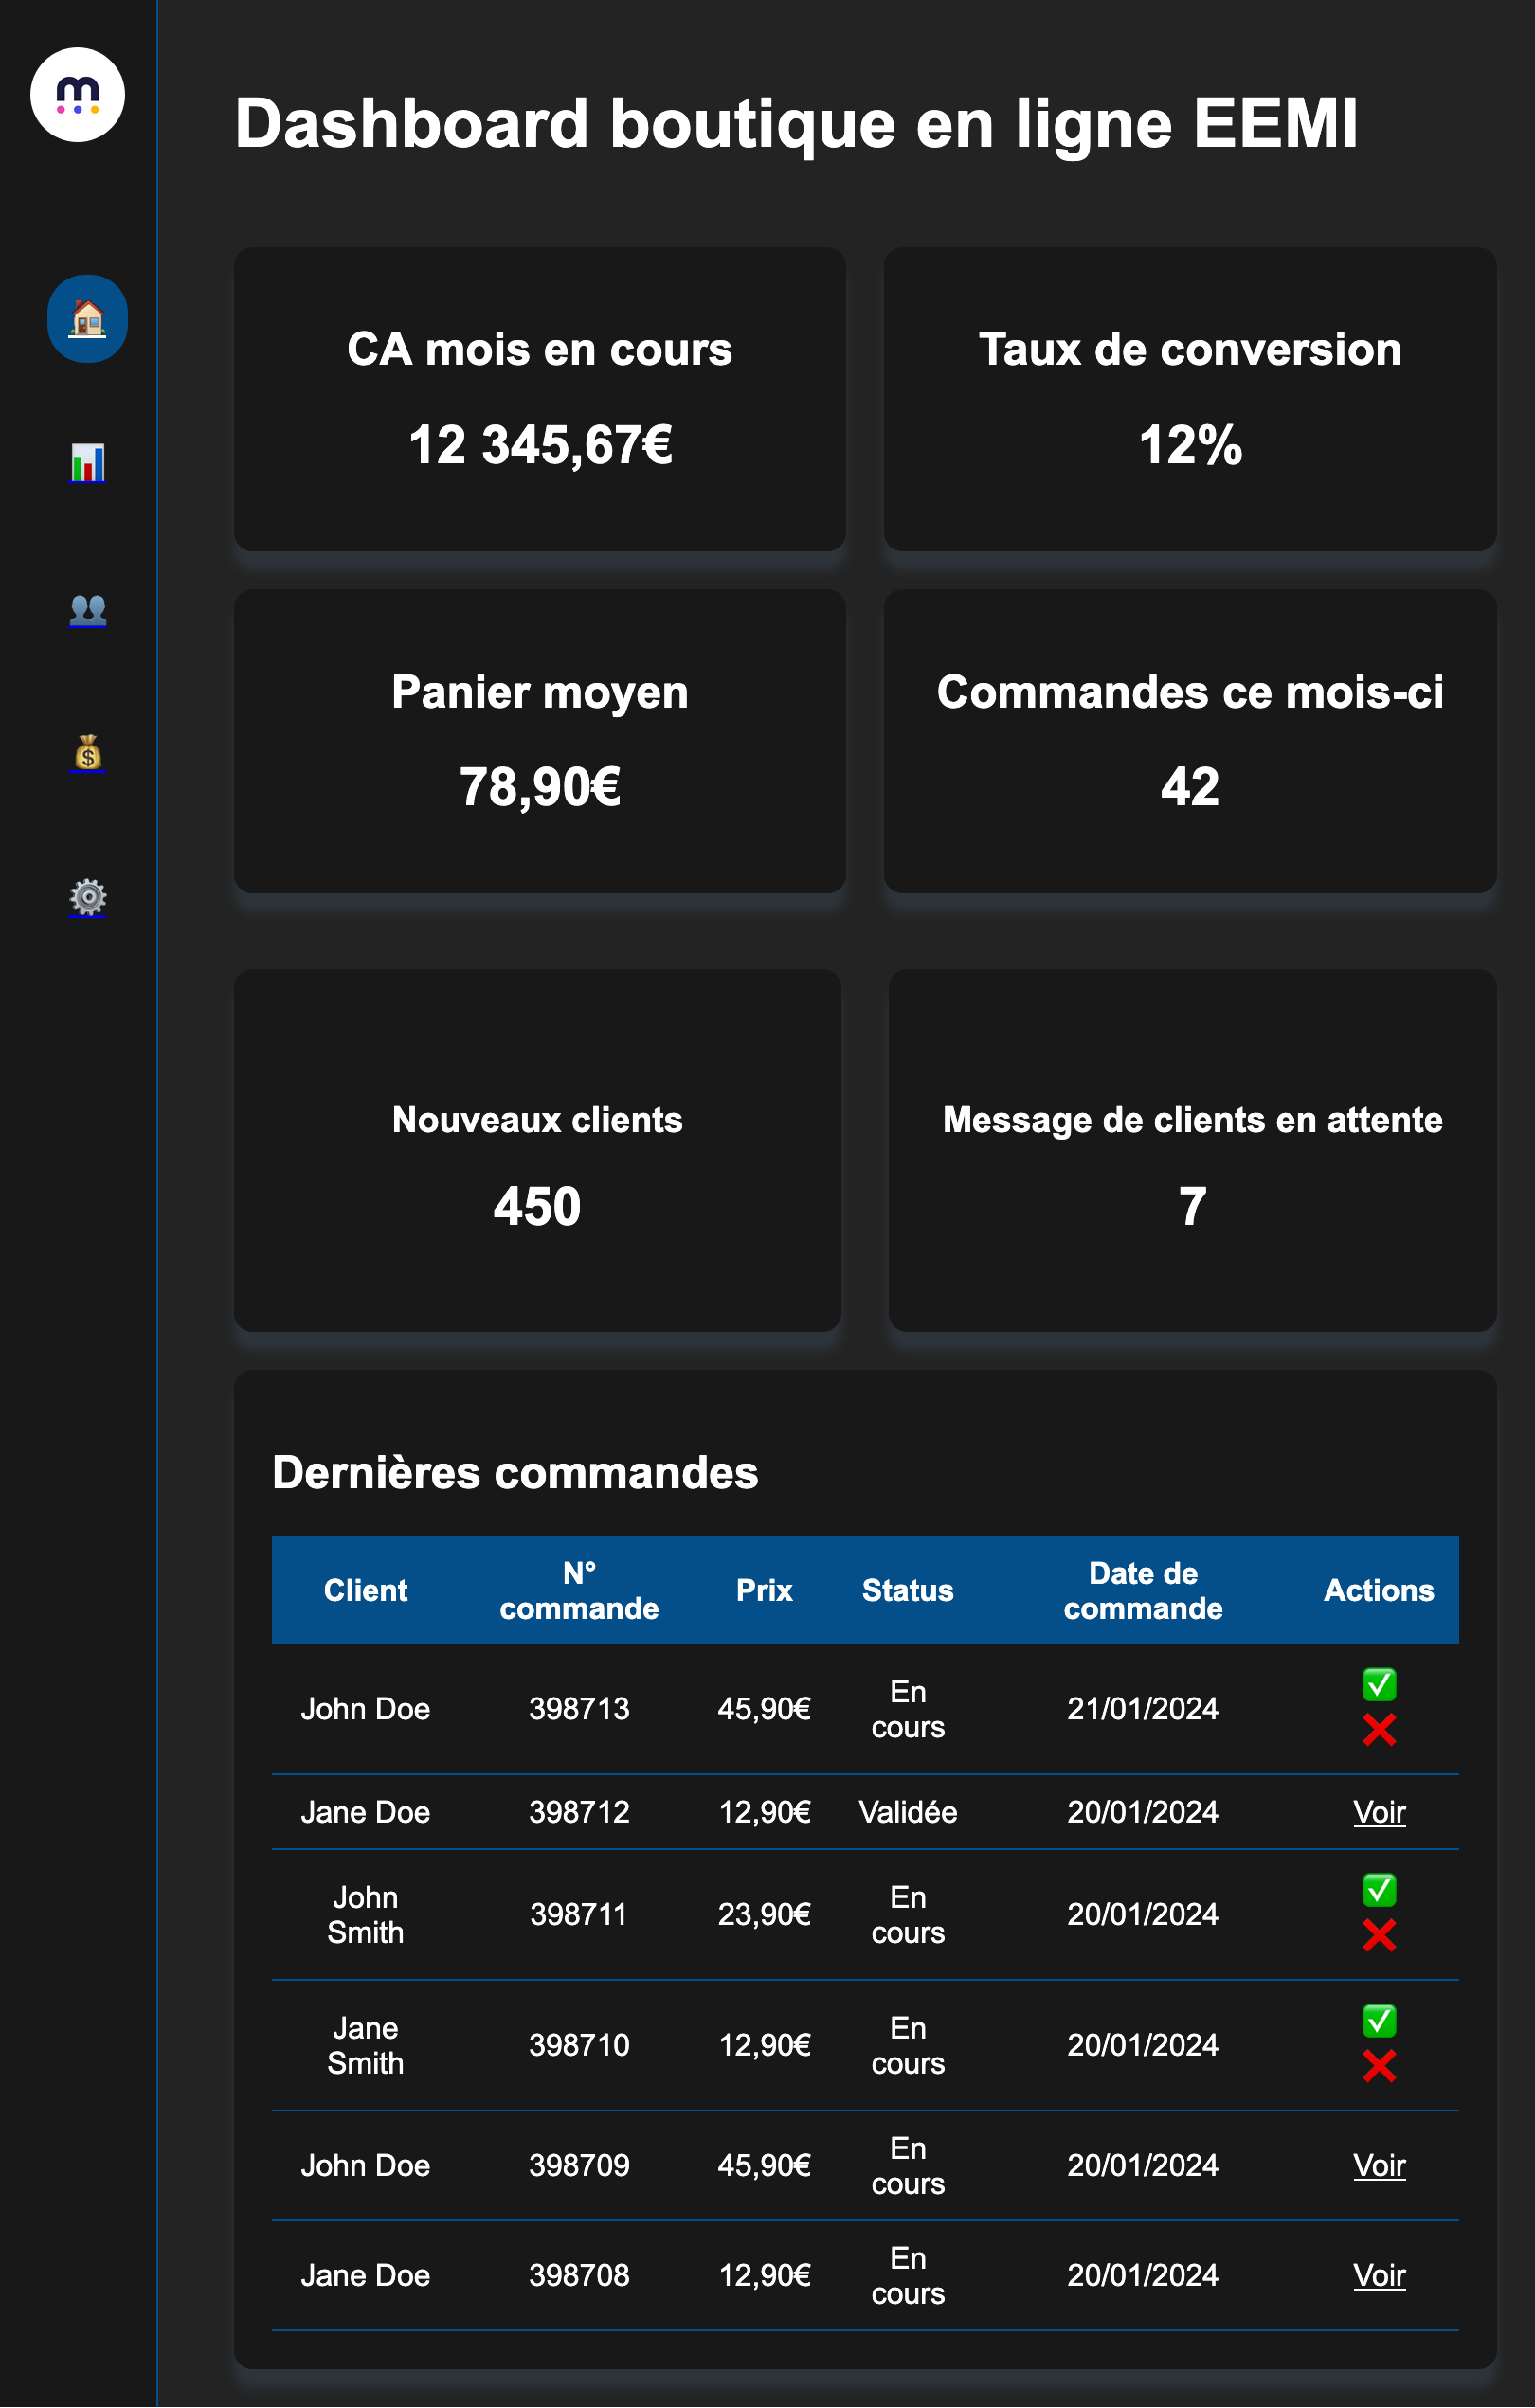 m
Dashboard boutique en ligne EEMI
CA mois en cours
12 345,67€
Taux de conversion
12%
Panier moyen
78,90€
Commandes ce mois-ci
42
Nouveaux clients
450
Message de clients en attente
7
Dernières commandes
Client N° commande Prix Status Date de commande Actions
John Doe 398713 45,90€ En cours 21/01/2024 ✅ ❌
Jane Doe 398712 12,90€ Validée 20/01/2024 Voir
John Smith 398711 23,90€ En cours 20/01/2024 ✅ ❌
Jane Smith 398710 12,90€ En cours 20/01/2024 ✅ ❌
John Doe 398709 45,90€ En cours 20/01/2024 Voir
Jane Doe 398708 12,90€ En cours 20/01/2024 Voir